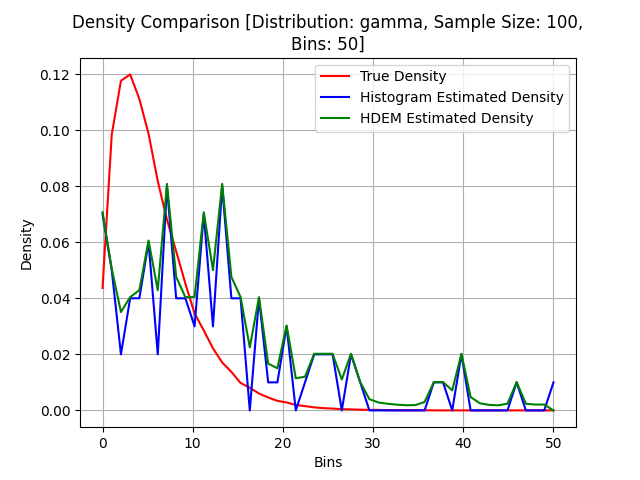 Density Comparison [Distribution: gamma, Sample Size: 100,
Bins: 50]
True Density
Histogram Estimated Density
HDEM Estimated Density
Density
0.12
0.10
0.08
0.06
0.04
0.02
0.00
0
10
20
30
40
50
Bins